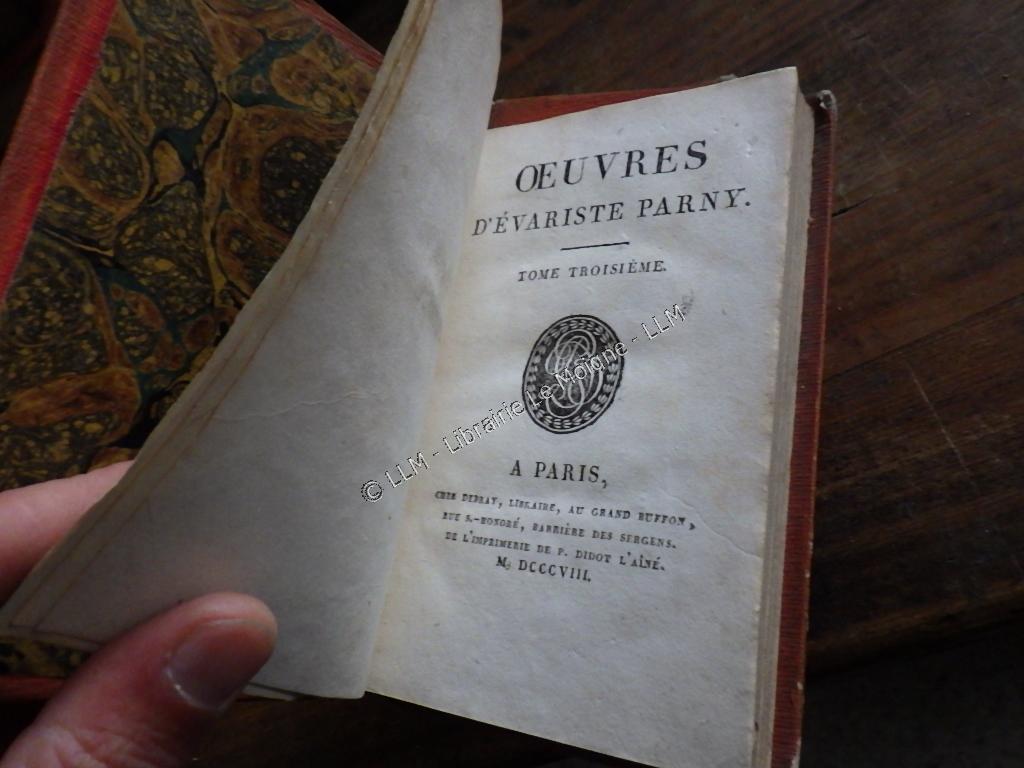 ŒUVRES
D'ÉVARISTE PARNY.
TOME TROISIÈME.
A PARIS,
CHEZ DEBRAY, LIBRAIRE, AU GRAND BUFFON,
RUE S.-HONORÉ, BARRIÈRE DES SERGENS.
DE L'IMPRIMERIE DE P. DIDOT L'AÎNÉ.
M. DCCCVIII.
© LLM - Librairie Le Moigne - LLM